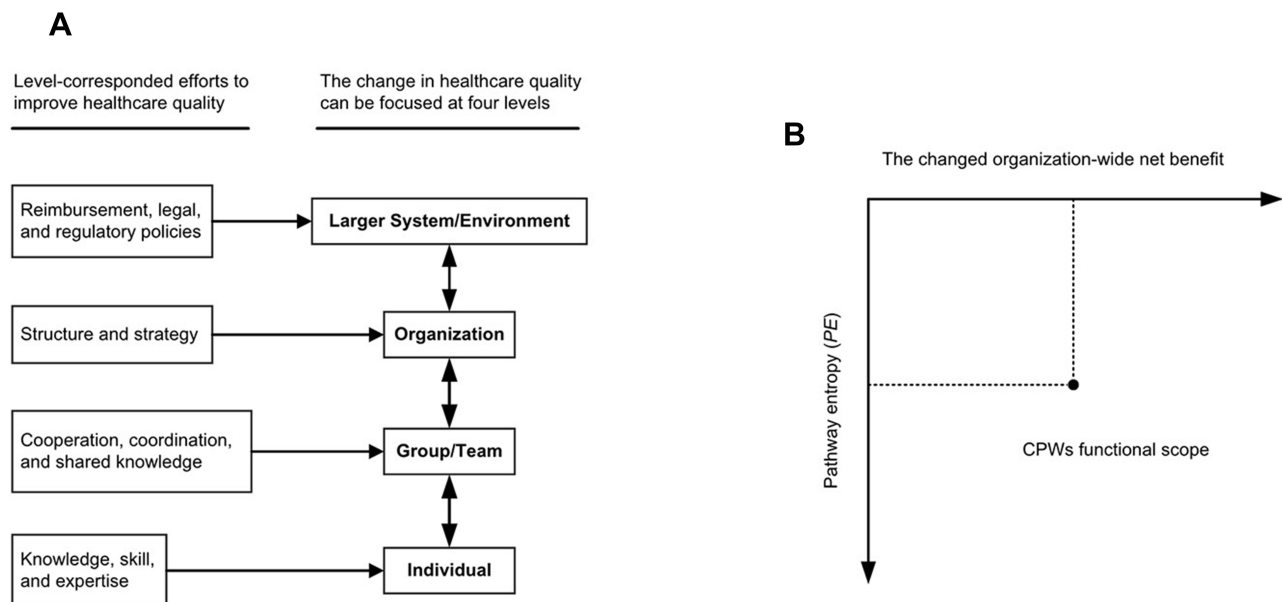 A
Level-corresponded efforts to
improve healthcare quality
The change in healthcare quality
can be focused at four levels
Reimbursement, legal,
and regulatory policies
Larger System/Environment
Structure and strategy
Organization
Cooperation, coordination,
and shared knowledge
Group/Team
Knowledge, skill,
and expertise
Individual
B
The changed organization-wide net benefit
Pathway entropy (PE)
CPWs functional scope